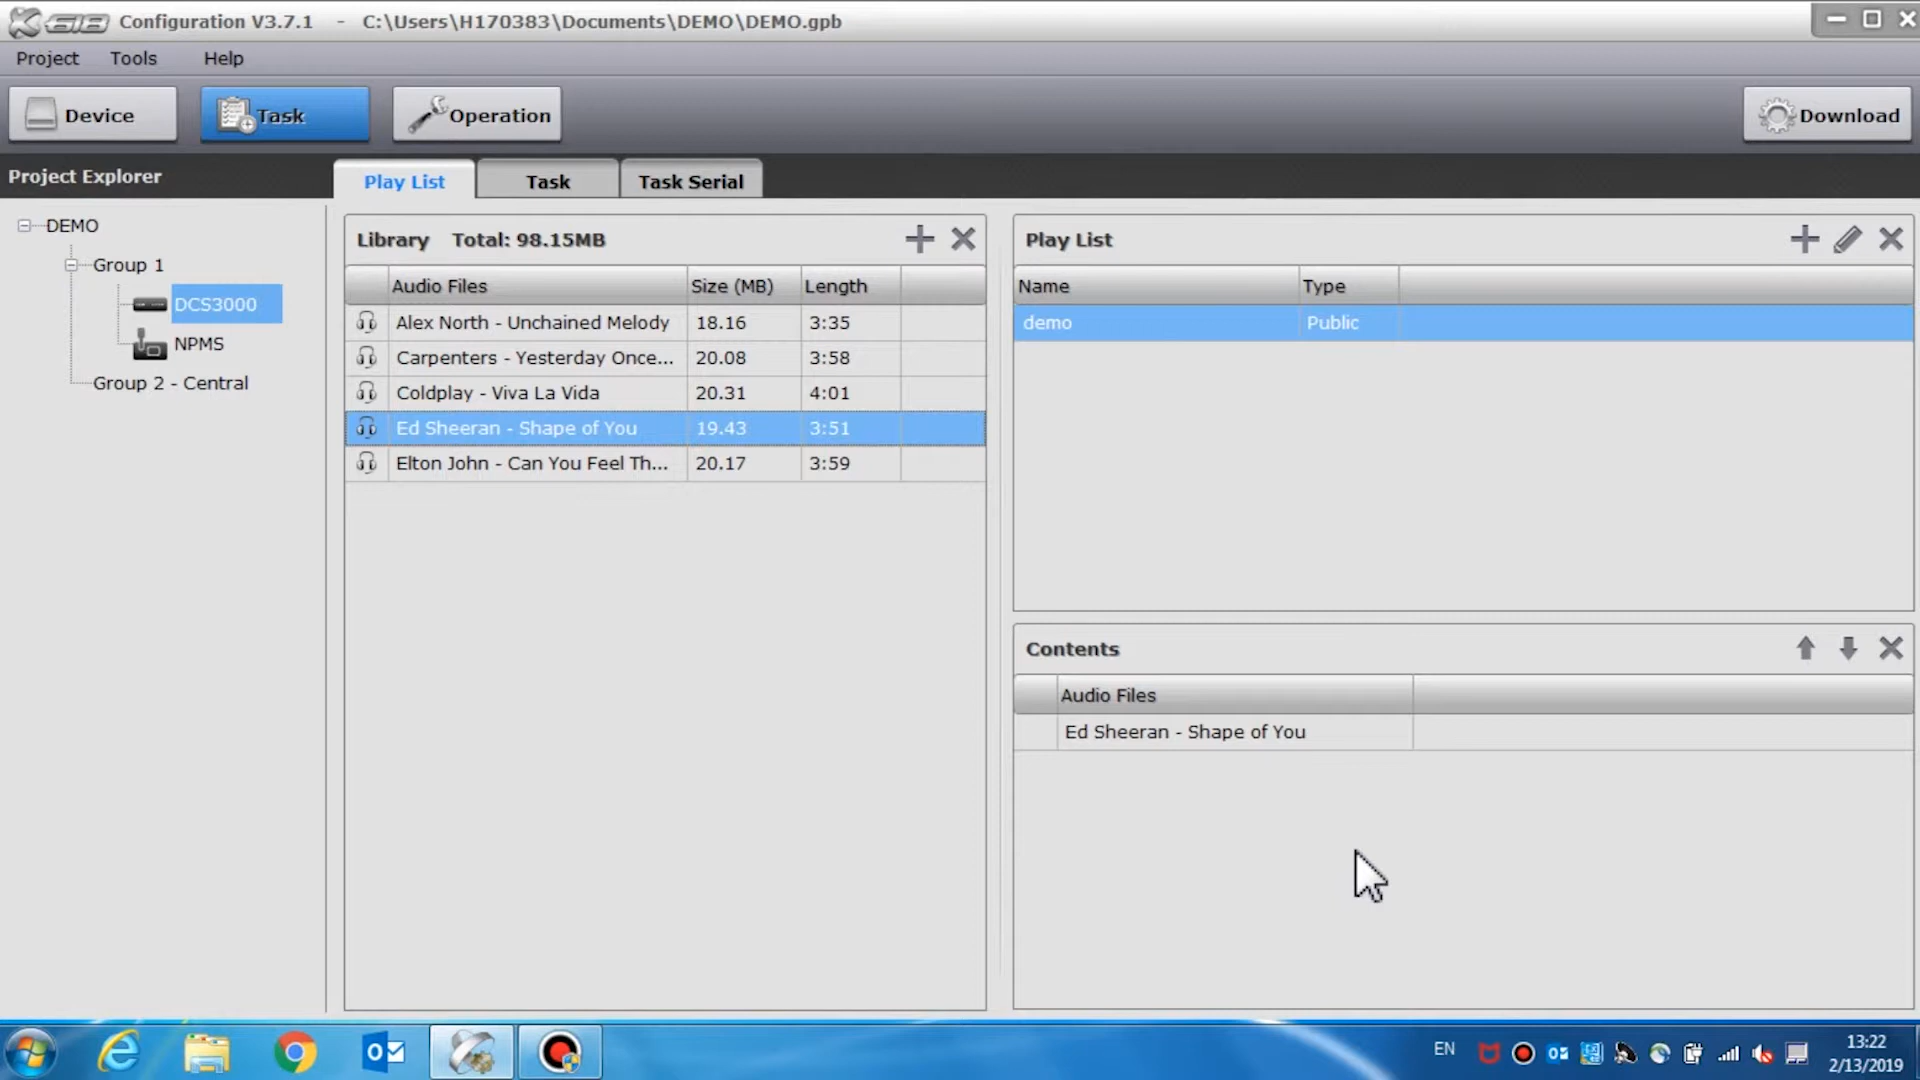 X-618 Configuration V3.7.1 - C:\Users\H170383\Documents\DEMO\DEMO.gpb
Project Tools Help
Device Task Operation Download
Project Explorer
DEMO
Group 1
DCS3000
NPMS
Group 2 - Central
Play List Task Task Serial
Library Total: 98.15MB
Audio Files Size (MB) Length
Alex North - Unchained Melody 18.16 3:35
Carpenters - Yesterday Once... 20.08 3:58
Coldplay - Viva La Vida 20.31 4:01
Ed Sheeran - Shape of You 19.43 3:51
Elton John - Can You Feel Th... 20.17 3:59
Play List
Name Type
demo Public
Contents
Audio Files
Ed Sheeran - Shape of You
EN
13:22
2/13/2019